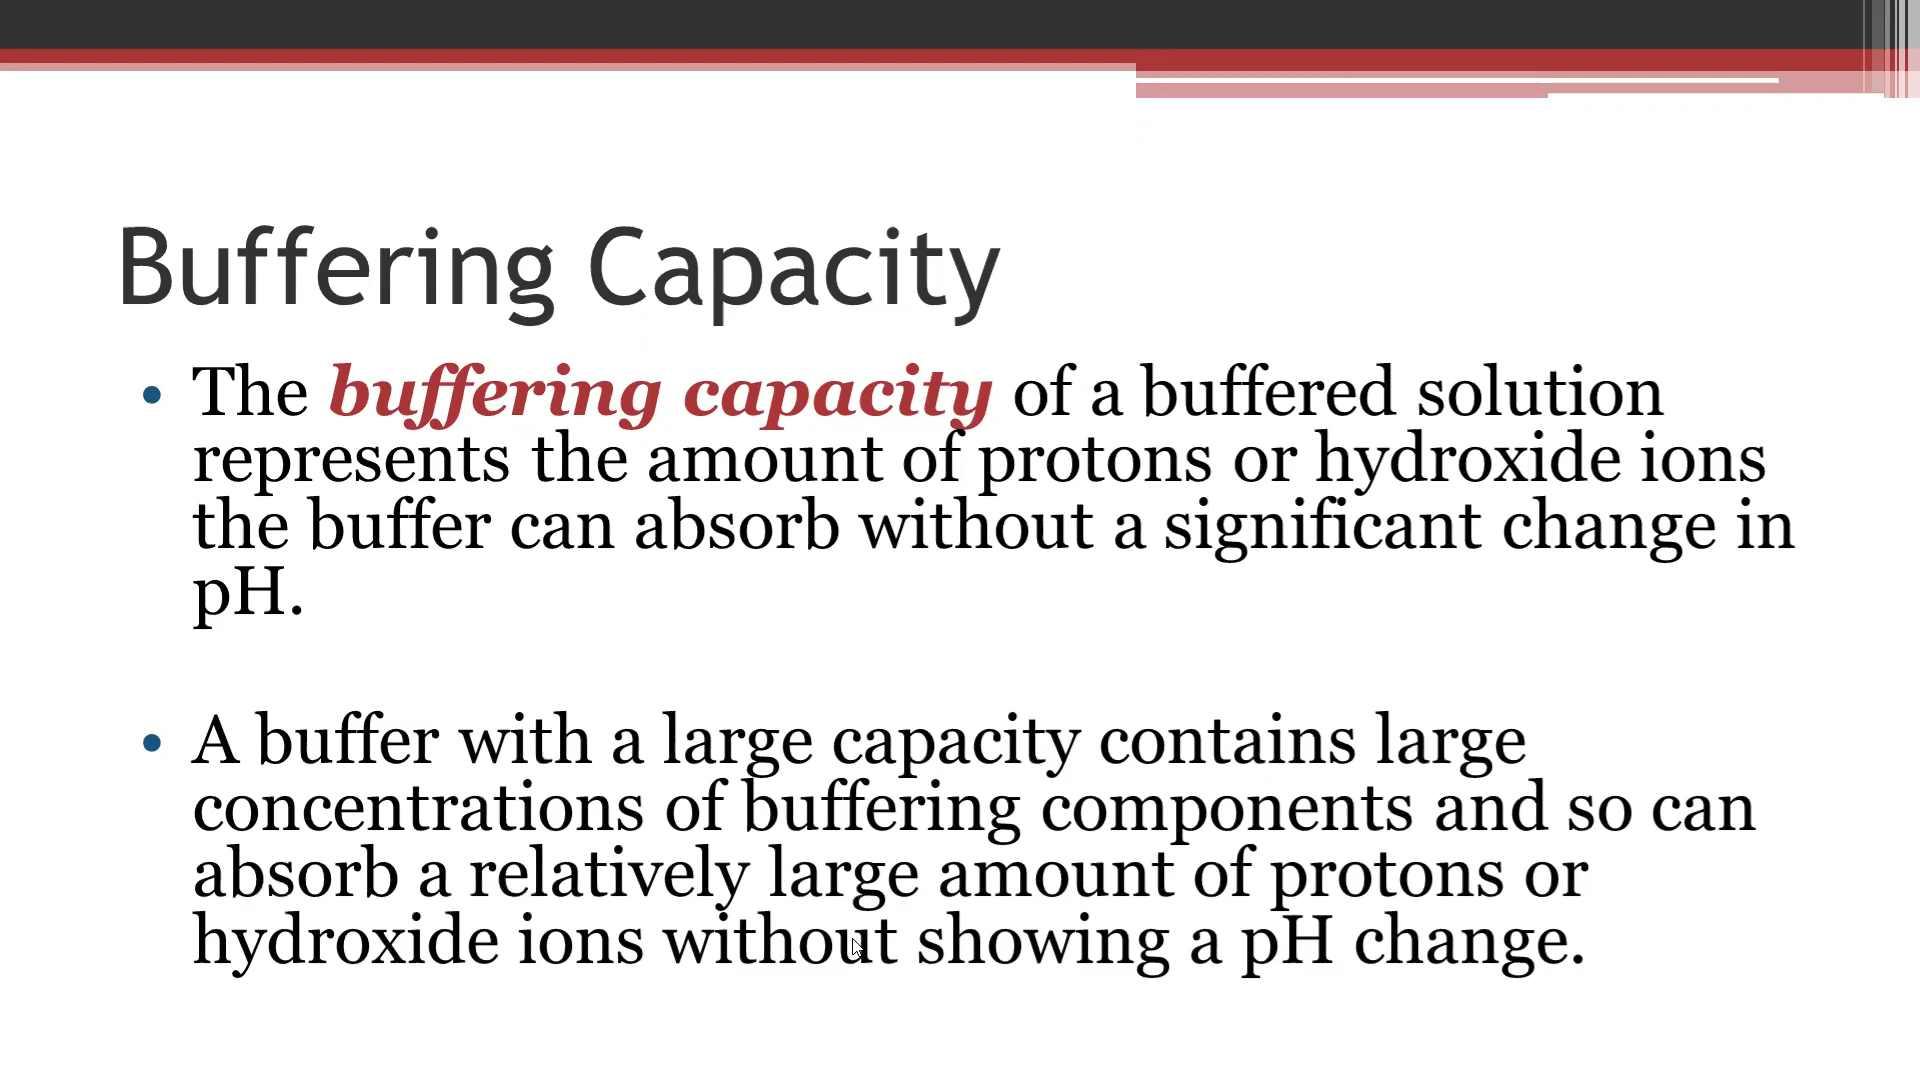 Buffering Capacity
• The buffering capacity of a buffered solution
represents the amount of protons or hydroxide ions
the buffer can absorb without a significant change in
pH.
• A buffer with a large capacity contains large
concentrations of buffering components and so can
absorb a relatively large amount of protons or
hydroxide ions without showing a pH change.